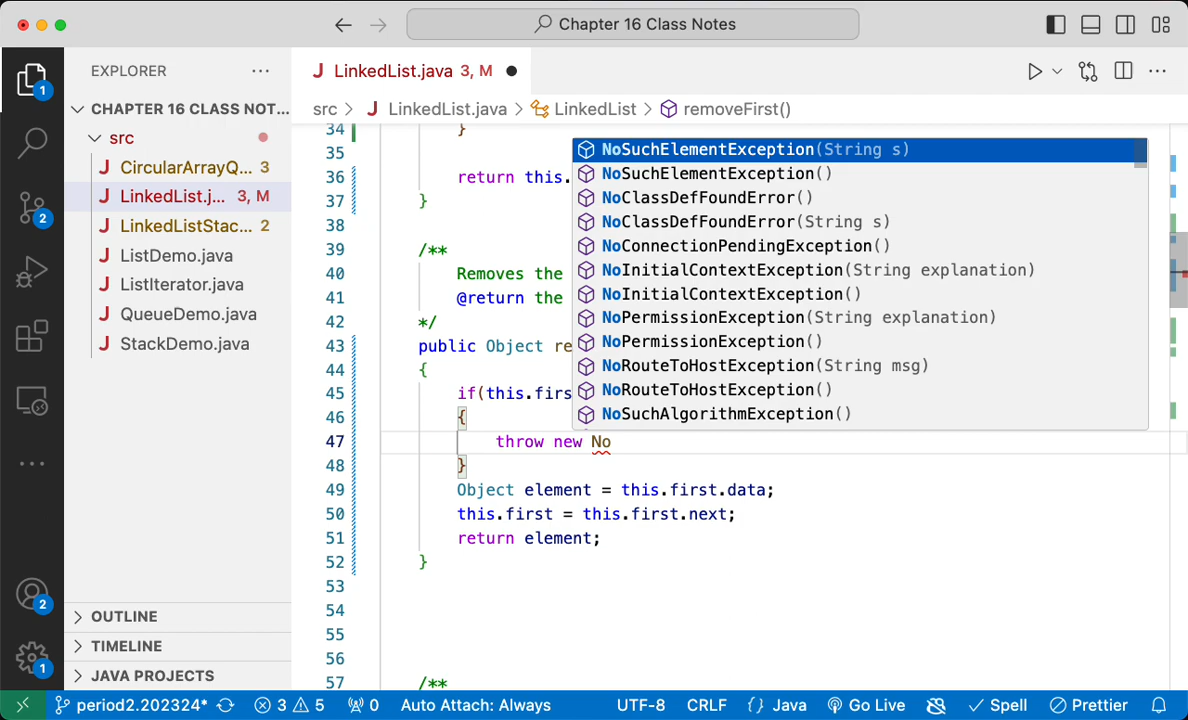 Chapter 16 Class Notes
EXPLORER
LinkedList.java 3, M
CHAPTER 16 CLASS NOT...
src > LinkedList.java > LinkedList > removeFirst()
src
CircularArrayQ... 3
LinkedList.j... 3, M
LinkedListStac... 2
ListDemo.java
ListIterator.java
QueueDemo.java
StackDemo.java
OUTLINE
TIMELINE
JAVA PROJECTS
1
2
2
1
34 }
35
36 return this.
37 }
38
39 /**
40 Removes the
41 @return the
42 */
43 public Object re
44 {
45 if(this.firs
46 {
47 throw new No
48 }
49 Object element = this.first.data;
50 this.first = this.first.next;
51 return element;
52 }
53
54
55
56
57 /**
NoSuchElementException(String s)
NoSuchElementException()
NoClassDefFoundError()
NoClassDefFoundError(String s)
NoConnectionPendingException()
NoInitialContextException(String explanation)
NoInitialContextException()
NoPermissionException(String explanation)
NoPermissionException()
NoRouteToHostException(String msg)
NoRouteToHostException()
NoSuchAlgorithmException()
period2.202324* 3 5 0 Auto Attach: Always UTF-8 CRLF {} Java Go Live Spell Prettier